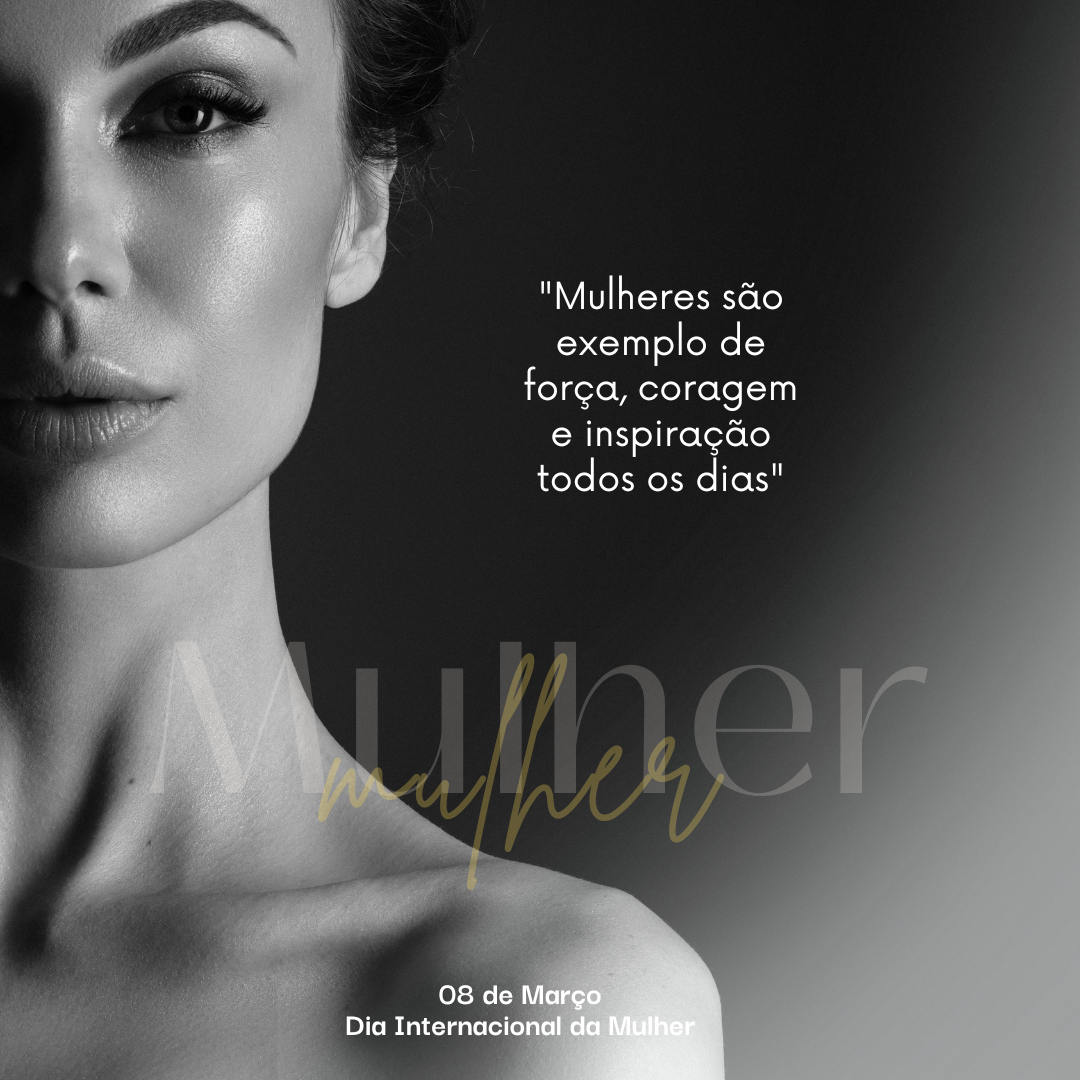 "Mulheres são
exemplo de
força, coragem
e inspiração
todos os dias"
Mulher
mulher
08 de Março
Dia Internacional da Mulher